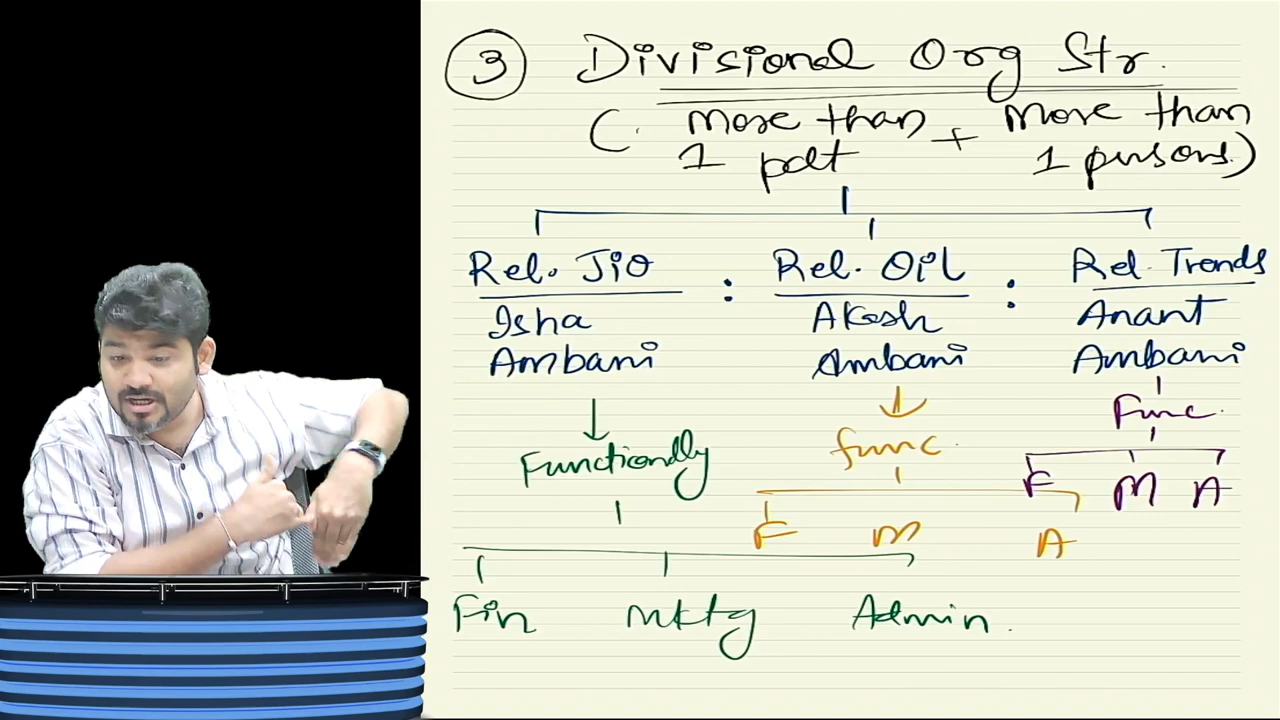 3 Divisional Org Str.
( More than 1 pdt + More than 1 persons.)
Rel. Jio : Rel. Oil : Rel. Trends
Isha Ambani
Akash Ambani
Anant Ambani
Functionally
func.
Func.
F M A
F M A
Fin Mktg Admin.